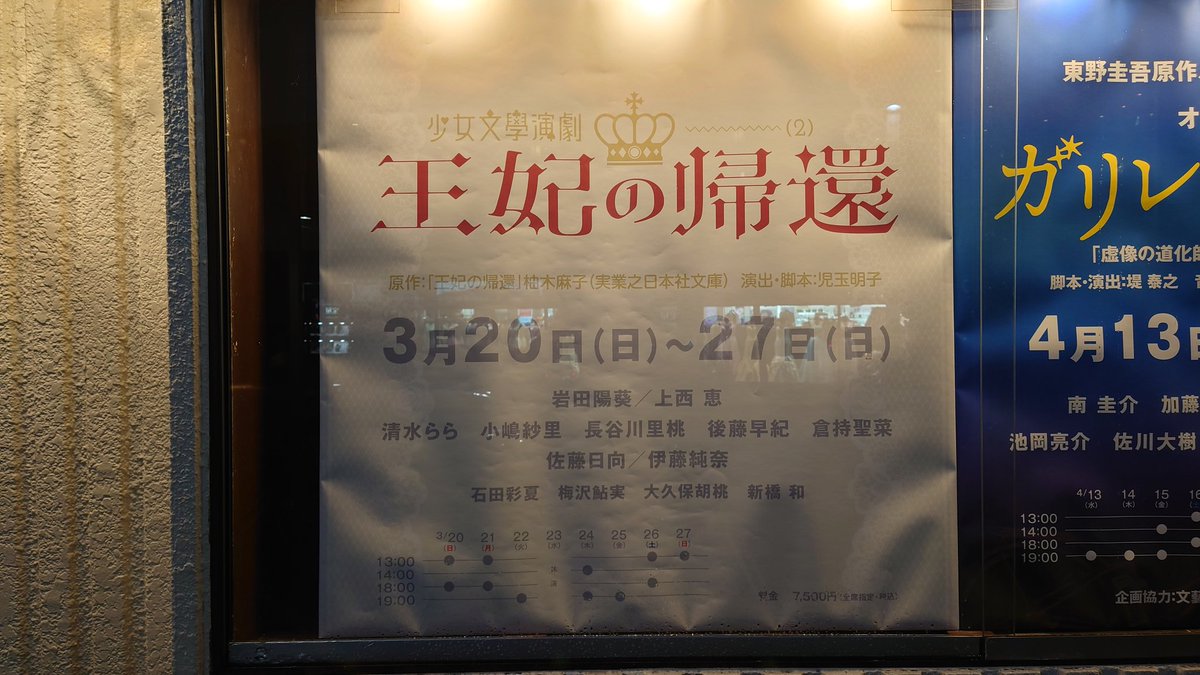 少女文學演劇 (2)
王妃の帰還
原作:「王妃の帰還」柚木麻子(実業之日本社文庫) 演出・脚本:児玉明子
3月20日(日)～27日(日)
岩田陽葵／上西 恵
清水らら 小嶋紗里 長谷川里桃 後藤早紀 倉持聖菜
佐藤日向／伊藤純奈
石田彩夏 梅沢鮎実 大久保胡桃 新橋 和
3/20 21 22 23 24 25 26 27
(日) (月) (火) (水) (木) (金) (土) (日)
13:00
14:00 休
18:00 演
19:00
料金 7,500円(全席指定・税込)
東野圭吾原作
オ
ガリレ
「虚像の道化師
脚本・演出:堤 泰之
4月13日
南 圭介 加藤
池岡亮介 佐川大樹
4/13 14 15 16
(水) (木) (金)
13:00
14:00
18:00
19:00
企画協力:文藝